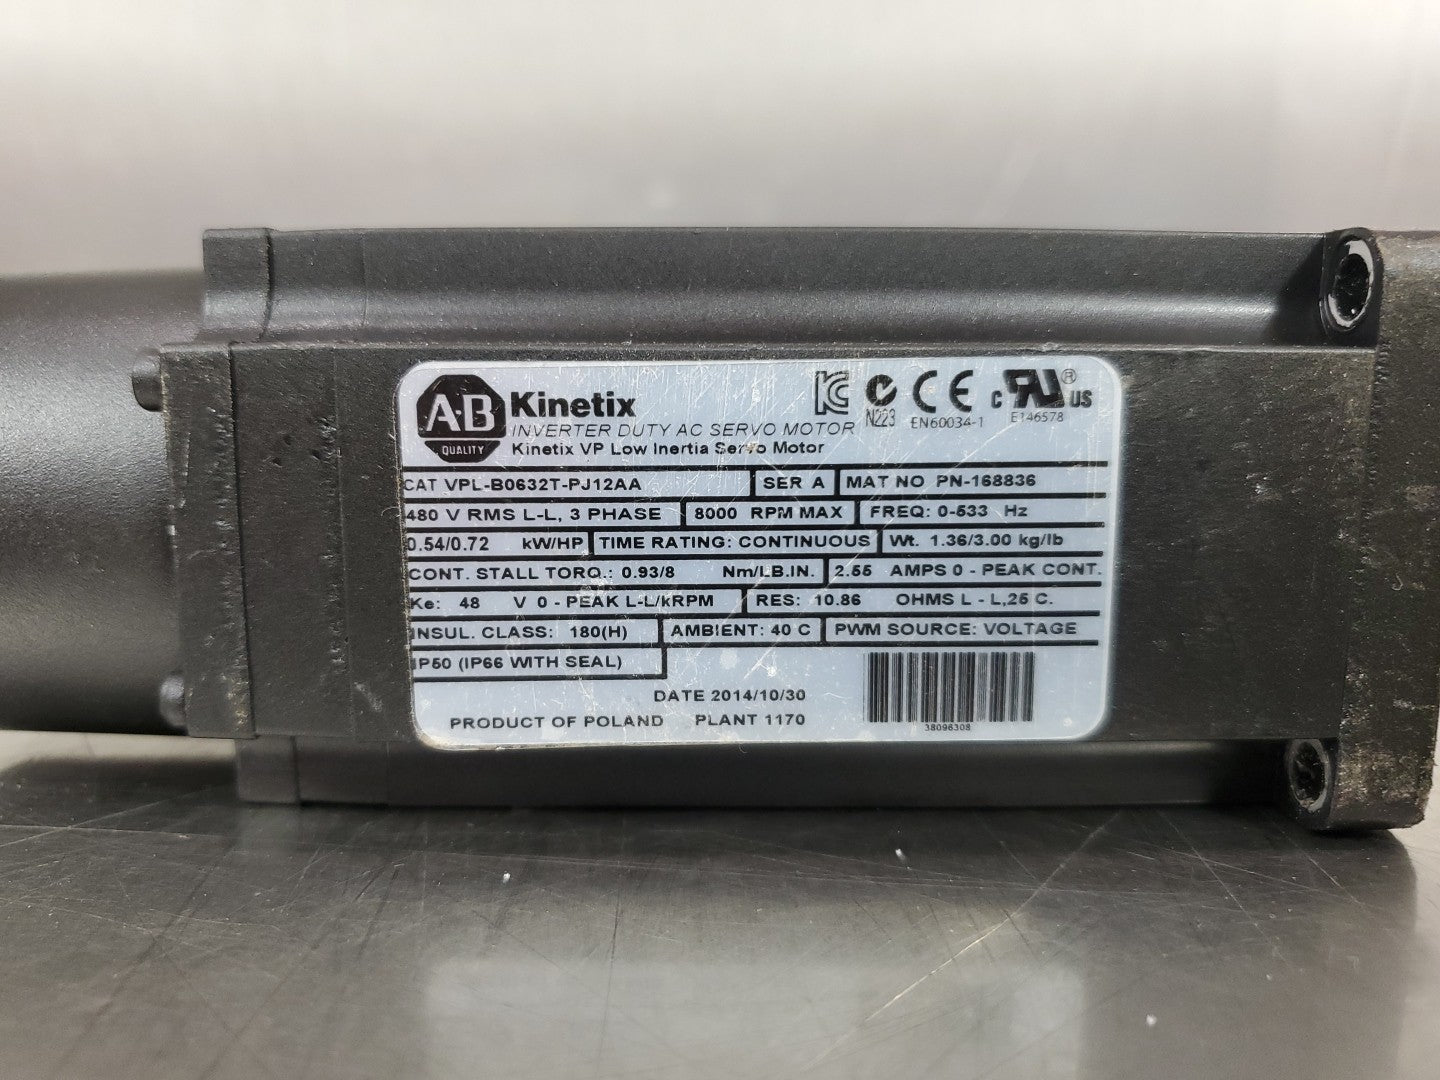 A·B QUALITY
Kinetix
INVERTER DUTY AC SERVO MOTOR
Kinetix VP Low Inertia Servo Motor
N223 CE EN60034-1 c UR ® US E146578
CAT VPL-B0632T-PJ12AA SER A MAT NO PN-168836
480 V RMS L-L, 3 PHASE 8000 RPM MAX FREQ: 0-533 Hz
0.54/0.72 kW/HP TIME RATING: CONTINUOUS Wt. 1.36/3.00 kg/lb
CONT. STALL TORQ.: 0.93/8 Nm/LB.IN. 2.55 AMPS 0 - PEAK CONT.
Ke: 48 V 0 - PEAK L-L/kRPM RES: 10.86 OHMS L - L,25 C.
INSUL. CLASS: 180(H) AMBIENT: 40 C PWM SOURCE: VOLTAGE
IP50 (IP66 WITH SEAL)
DATE 2014/10/30
PRODUCT OF POLAND PLANT 1170
38096308